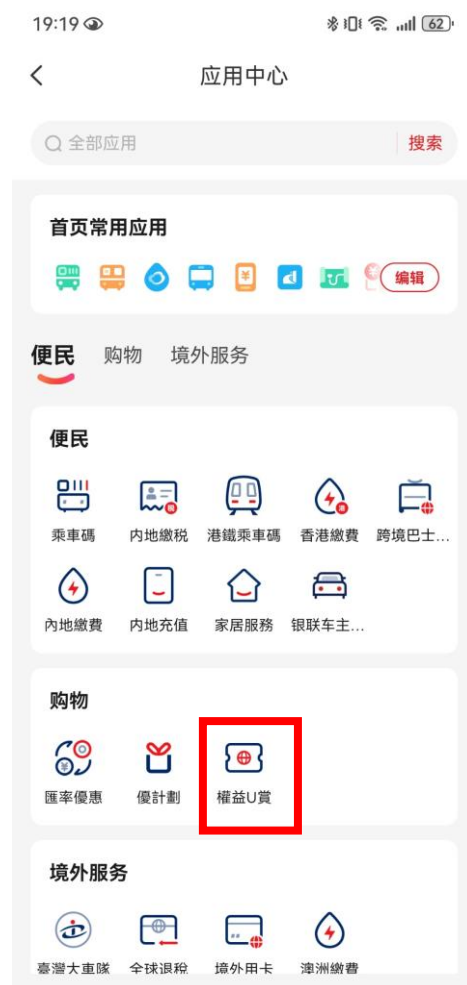 19:19
62
应用中心
全部应用
搜索
首页常用应用
编辑
便民 购物 境外服务
便民
乘車碼 内地繳税 港鐵乘車碼 香港繳費 跨境巴士...
內地繳費 内地充值 家居服務 银联车主...
购物
匯率優惠 優計劃 權益U賞
境外服务
臺灣大車隊 全球退稅 境外用卡 澳洲繳費